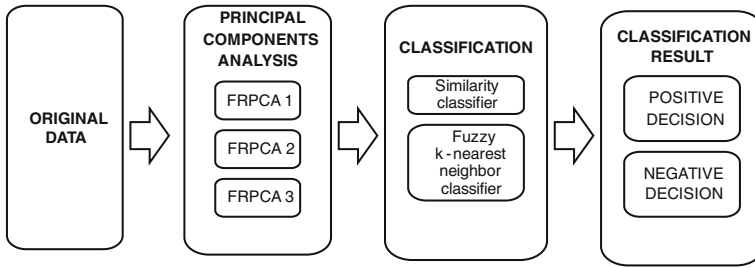 ORIGINAL
DATA
PRINCIPAL
COMPONENTS
ANALYSIS
FRPCA 1
FRPCA 2
FRPCA 3
CLASSIFICATION
Similarity
classifier
Fuzzy
k-nearest
neighbor
classifier
CLASSIFICATION
RESULT
POSITIVE
DECISION
NEGATIVE
DECISION